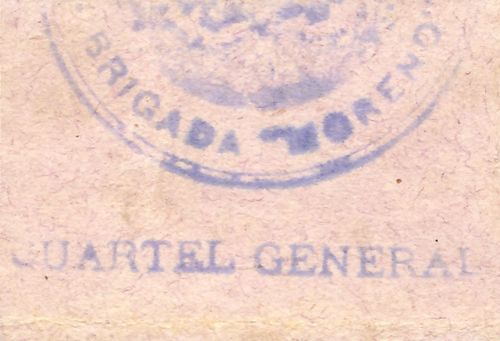 BRIGADA "MORENO
CUARTEL GENERAL